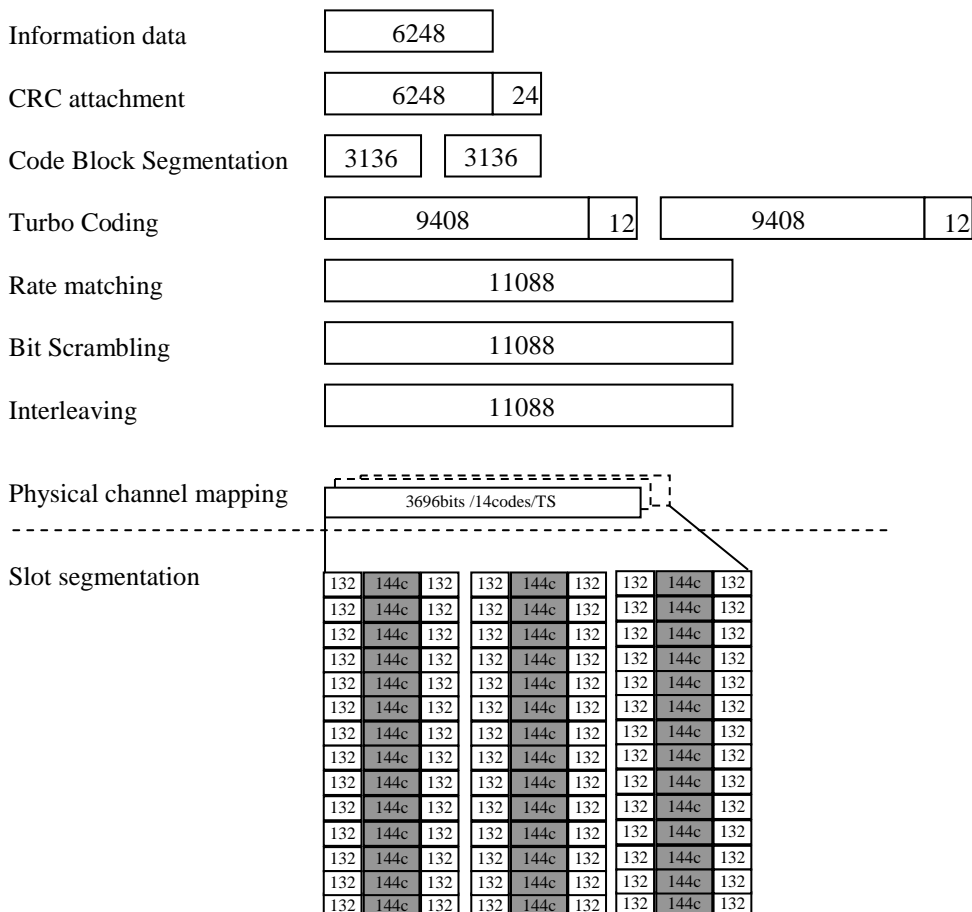 Information data 6248
CRC attachment 6248 24
Code Block Segmentation 3136 3136
Turbo Coding 9408 12 9408 12
Rate matching 11088
Bit Scrambling 11088
Interleaving 11088
Physical channel mapping 3696bits /14codes/TS
Slot segmentation
132 144c 132 132 144c 132 132 144c 132
132 144c 132 132 144c 132 132 144c 132
132 144c 132 132 144c 132 132 144c 132
132 144c 132 132 144c 132 132 144c 132
132 144c 132 132 144c 132 132 144c 132
132 144c 132 132 144c 132 132 144c 132
132 144c 132 132 144c 132 132 144c 132
132 144c 132 132 144c 132 132 144c 132
132 144c 132 132 144c 132 132 144c 132
132 144c 132 132 144c 132 132 144c 132
132 144c 132 132 144c 132 132 144c 132
132 144c 132 132 144c 132 132 144c 132
132 144c 132 132 144c 132 132 144c 132
132 144c 132 132 144c 132 132 144c 132